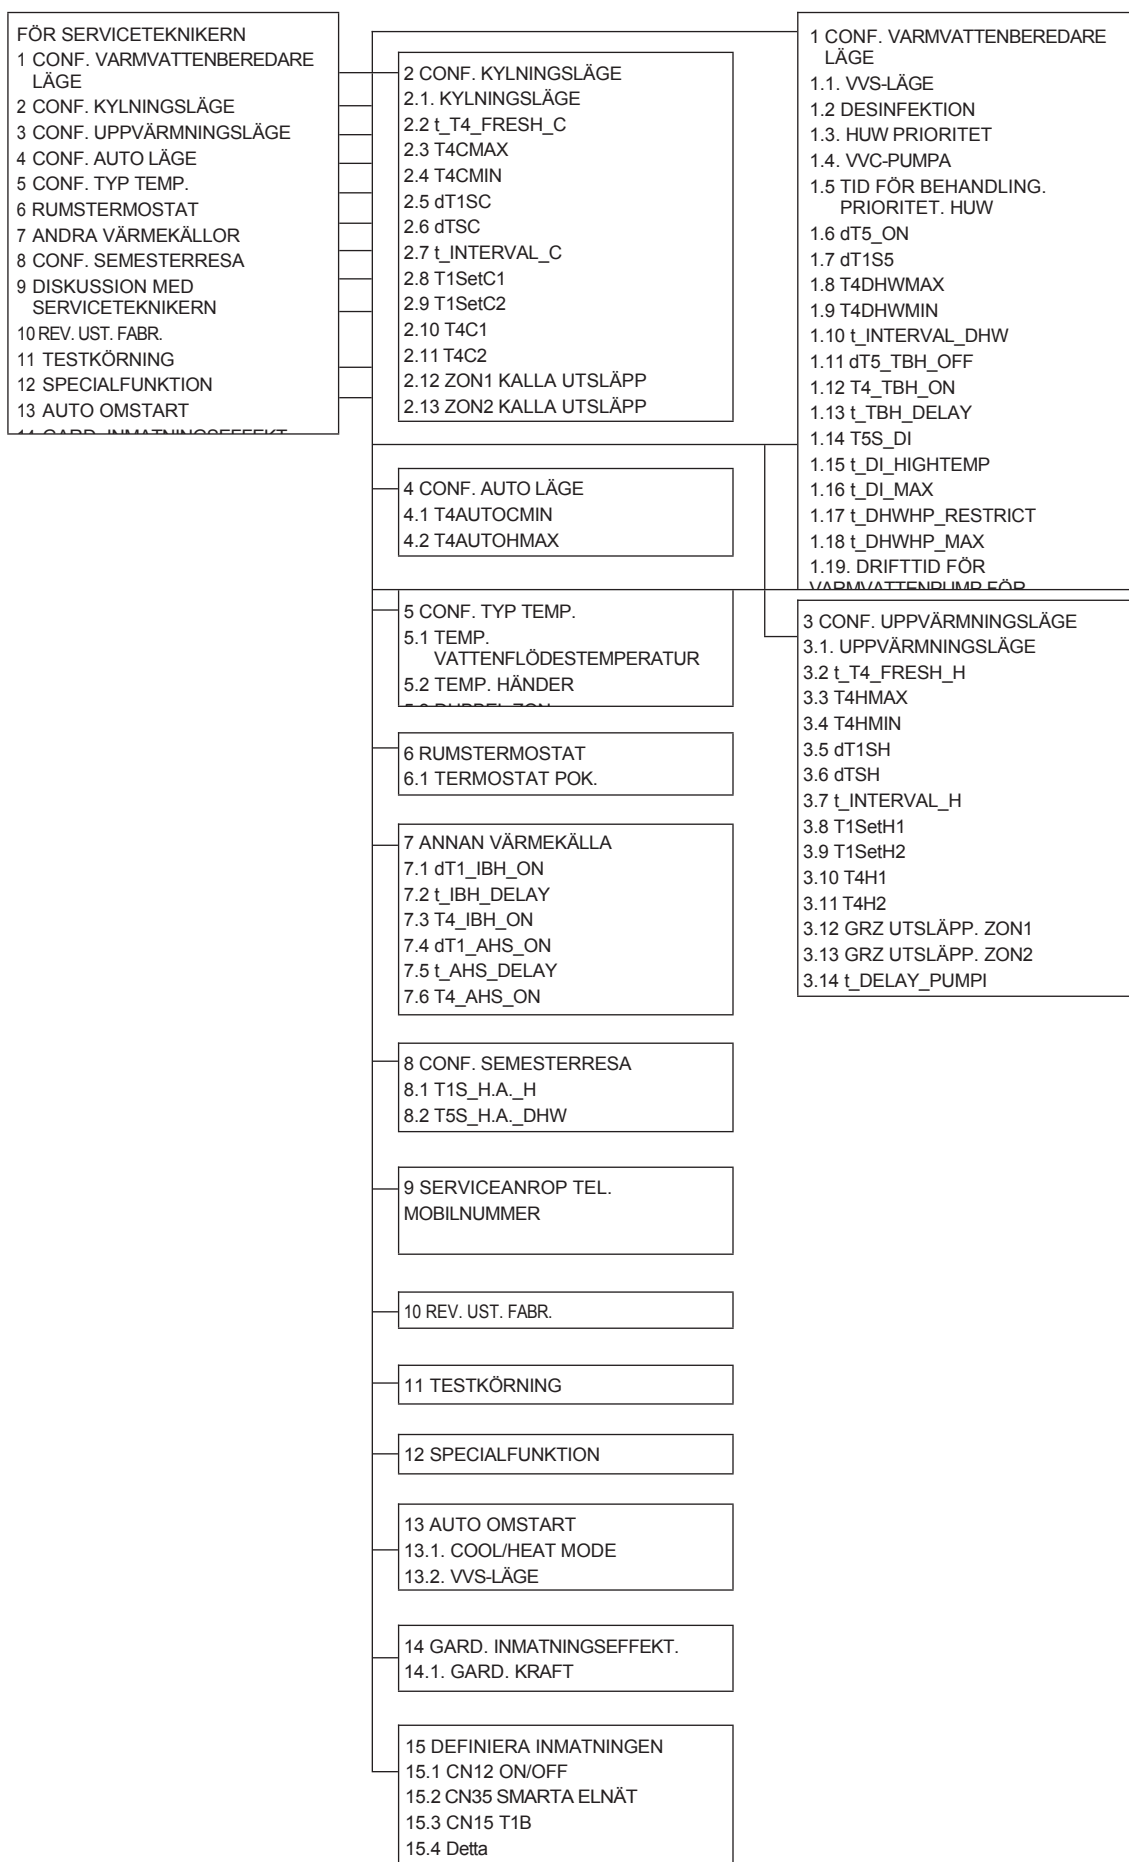 FÖR SERVICETEKNIKERN
1 CONF. VARMVATTENBEREDARE
LÄGE
2 CONF. KYLNINGSLÄGE
3 CONF. UPPVÄRMNINGSLÄGE
4 CONF. AUTO LÄGE
5 CONF. TYP TEMP.
6 RUMSTERMOSTAT
7 ANDRA VÄRMEKÄLLOR
8 CONF. SEMESTERRESA
9 DISKUSSION MED
SERVICETEKNIKERN
10 REV. UST. FABR.
11 TESTKÖRNING
12 SPECIALFUNKTION
13 AUTO OMSTART
14 GARD. INMATNINGSEFFEKT
2 CONF. KYLNINGSLÄGE
2.1. KYLNINGSLÄGE
2.2 t_T4_FRESH_C
2.3 T4CMAX
2.4 T4CMIN
2.5 dT1SC
2.6 dTSC
2.7 t_INTERVAL_C
2.8 T1SetC1
2.9 T1SetC2
2.10 T4C1
2.11 T4C2
2.12 ZON1 KALLA UTSLÄPP
2.13 ZON2 KALLA UTSLÄPP
4 CONF. AUTO LÄGE
4.1 T4AUTOCMIN
4.2 T4AUTOHMAX
5 CONF. TYP TEMP.
5.1 TEMP.
VATTENFLÖDESTEMPERATUR
5.2 TEMP. HÄNDER
5.3 DUBBEL ZON
6 RUMSTERMOSTAT
6.1 TERMOSTAT POK.
7 ANNAN VÄRMEKÄLLA
7.1 dT1_IBH_ON
7.2 t_IBH_DELAY
7.3 T4_IBH_ON
7.4 dT1_AHS_ON
7.5 t_AHS_DELAY
7.6 T4_AHS_ON
8 CONF. SEMESTERRESA
8.1 T1S_H.A._H
8.2 T5S_H.A._DHW
9 SERVICEANROP TEL.
MOBILNUMMER
10 REV. UST. FABR.
11 TESTKÖRNING
12 SPECIALFUNKTION
13 AUTO OMSTART
13.1. COOL/HEAT MODE
13.2. VVS-LÄGE
14 GARD. INMATNINGSEFFEKT.
14.1. GARD. KRAFT
15 DEFINIERA INMATNINGEN
15.1 CN12 ON/OFF
15.2 CN35 SMARTA ELNÄT
15.3 CN15 T1B
15.4 Detta
1 CONF. VARMVATTENBEREDARE
LÄGE
1.1. VVS-LÄGE
1.2 DESINFEKTION
1.3. HUW PRIORITET
1.4. VVC-PUMPA
1.5 TID FÖR BEHANDLING.
PRIORITET. HUW
1.6 dT5_ON
1.7 dT1S5
1.8 T4DHWMAX
1.9 T4DHWMIN
1.10 t_INTERVAL_DHW
1.11 dT5_TBH_OFF
1.12 T4_TBH_ON
1.13 t_TBH_DELAY
1.14 T5S_DI
1.15 t_DI_HIGHTEMP
1.16 t_DI_MAX
1.17 t_DHWHP_RESTRICT
1.18 t_DHWHP_MAX
1.19. DRIFTTID FÖR
VARMVATTENPUMP FÖR
3 CONF. UPPVÄRMNINGSLÄGE
3.1. UPPVÄRMNINGSLÄGE
3.2 t_T4_FRESH_H
3.3 T4HMAX
3.4 T4HMIN
3.5 dT1SH
3.6 dTSH
3.7 t_INTERVAL_H
3.8 T1SetH1
3.9 T1SetH2
3.10 T4H1
3.11 T4H2
3.12 GRZ UTSLÄPP. ZON1
3.13 GRZ UTSLÄPP. ZON2
3.14 t_DELAY_PUMPI